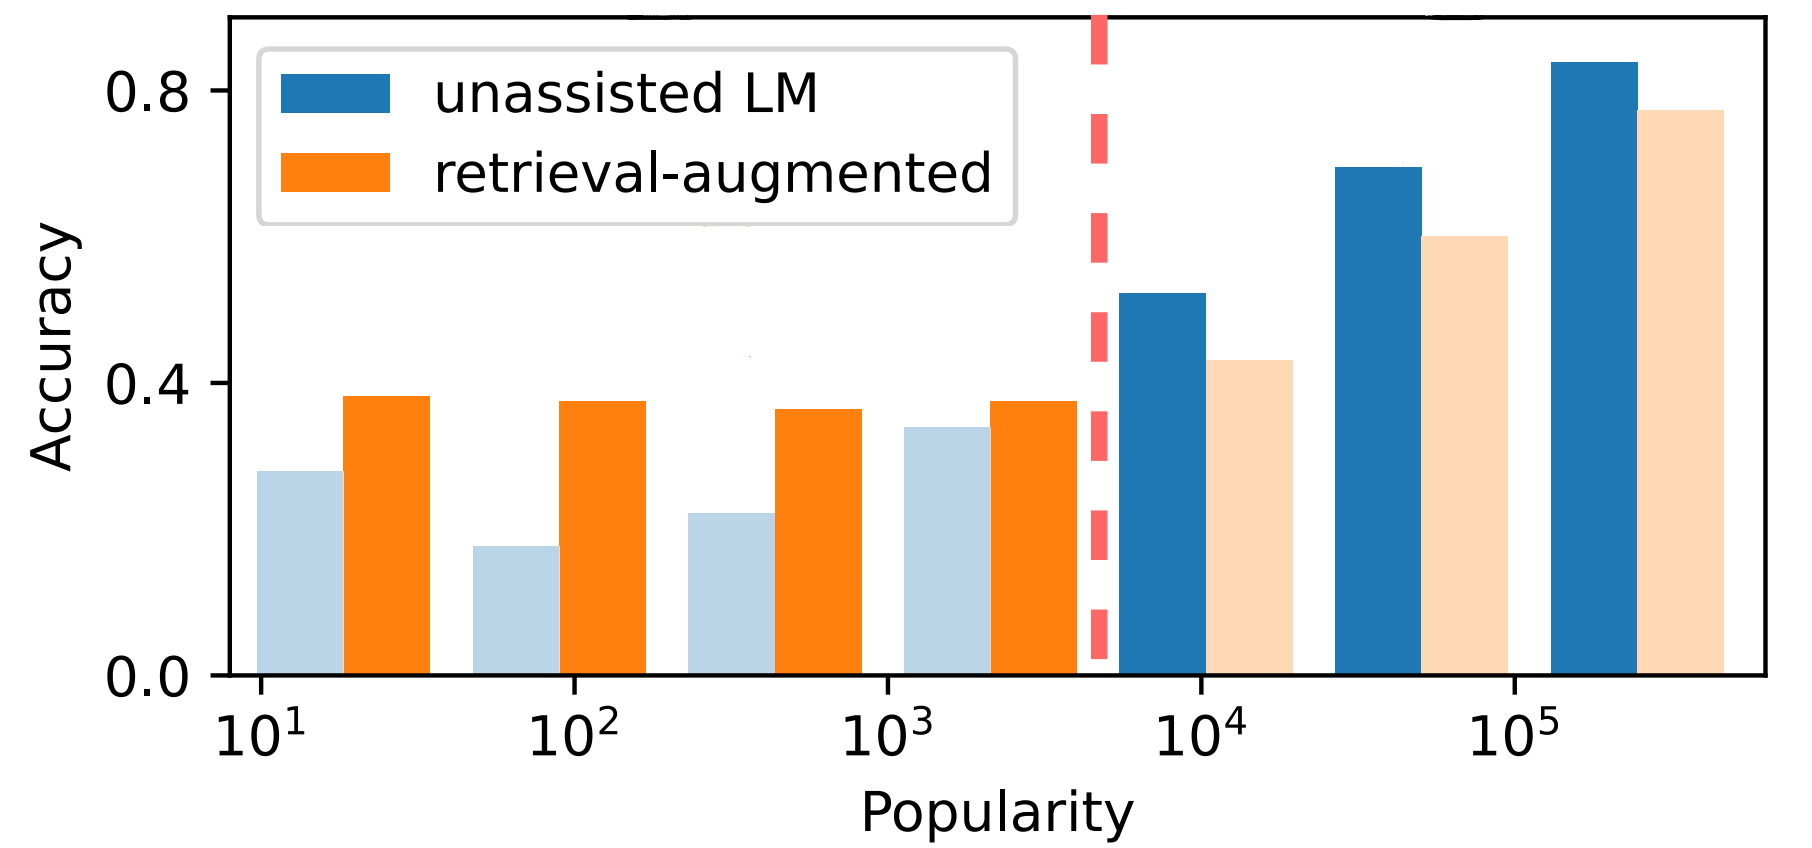 unassisted LM
retrieval-augmented
Accuracy
0.8
0.4
0.0
10¹ 10² 10³ 10⁴ 10⁵
Popularity